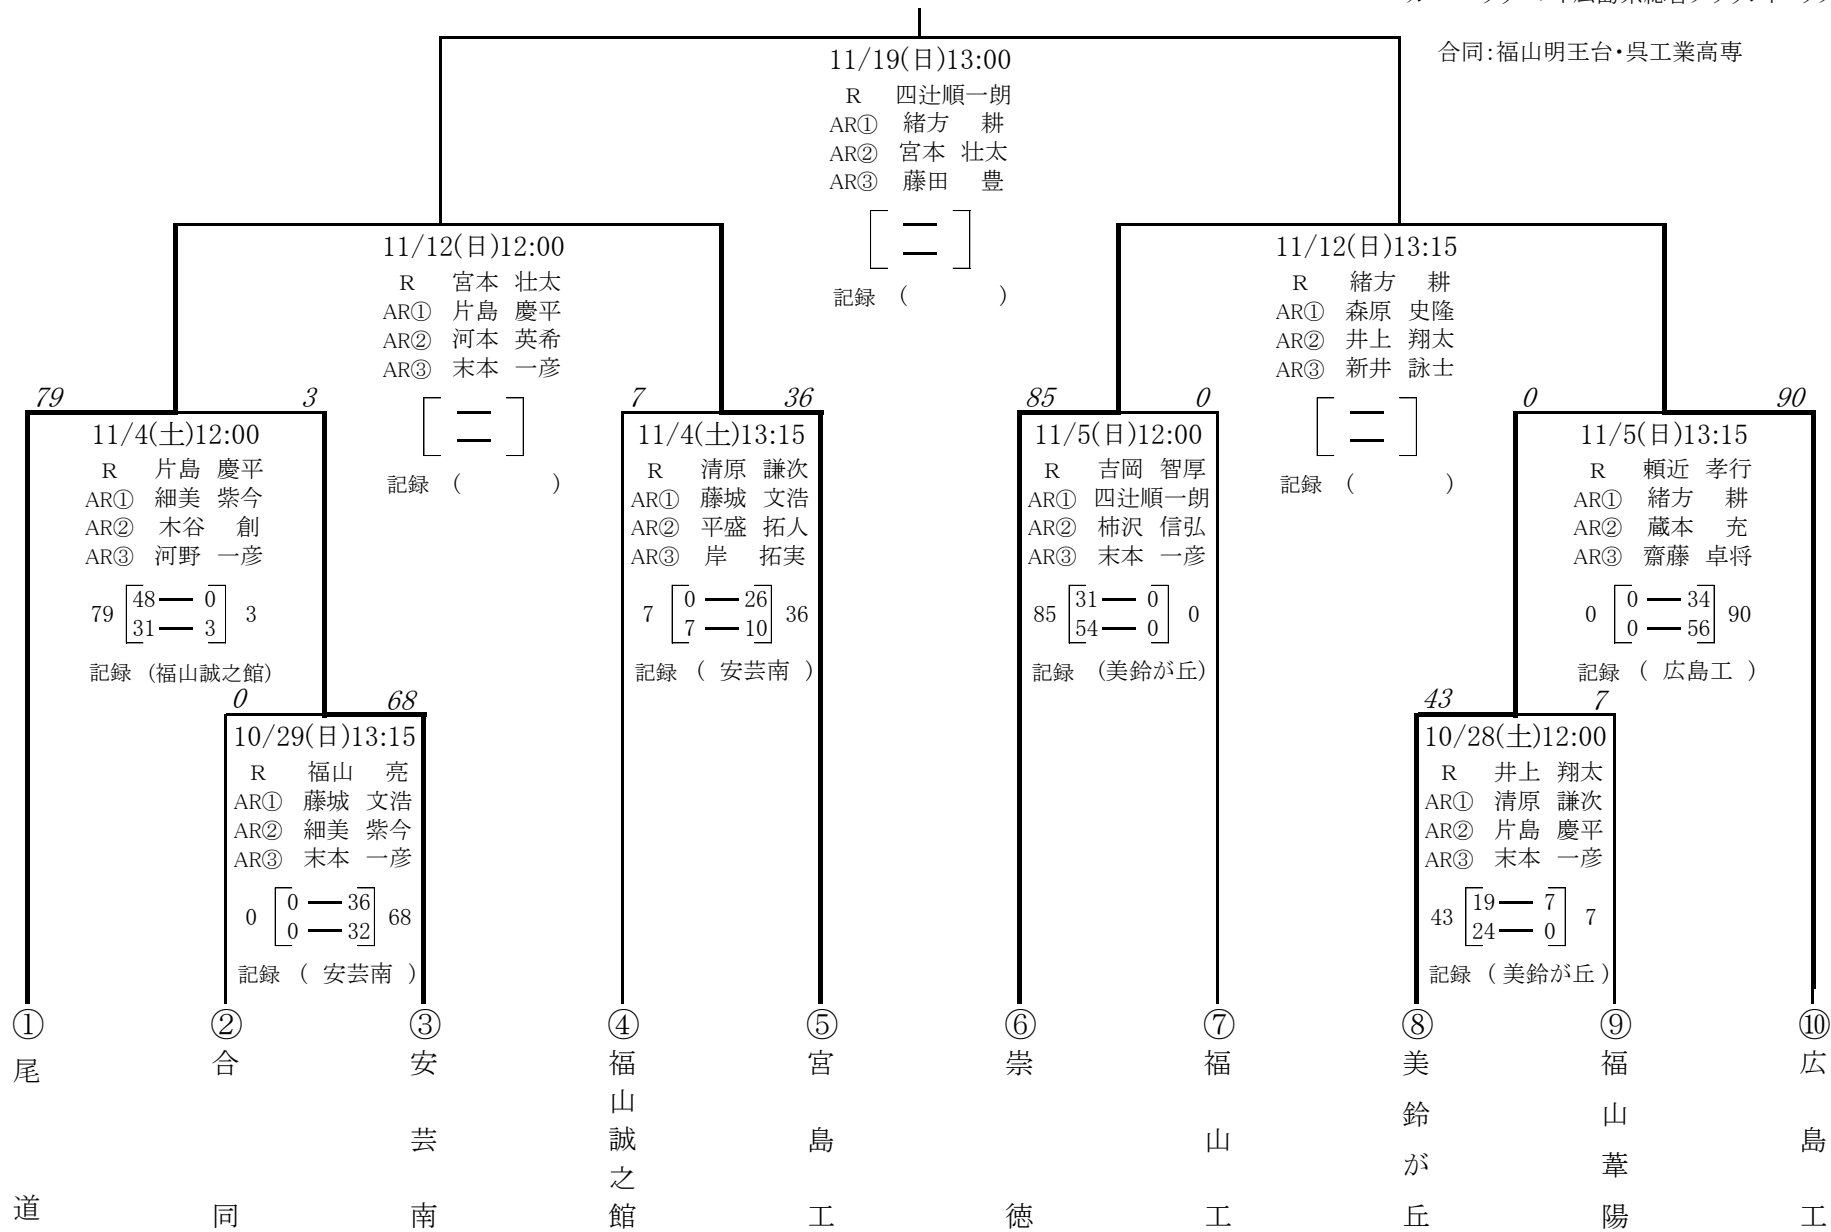 合同:福山明王台・呉工業高専
11/19(日)13:00
R 四辻順一朗
AR① 緒方 耕
AR② 宮本 壮太
AR③ 藤田 豊
記録 ( )
11/12(日)12:00
R 宮本 壮太
AR① 片島 慶平
AR② 河本 英希
AR③ 末本 一彦
記録 ( )
11/12(日)13:15
R 緒方 耕
AR① 森原 史隆
AR② 井上 翔太
AR③ 新井 詠士
記録 ( )
79 3
11/4(土)12:00
R 片島 慶平
AR① 細美 紫今
AR② 木谷 創
AR③ 河野 一彦
79 [48 — 0] 3
[31 — 3]
記録 (福山誠之館)
7 36
11/4(土)13:15
R 清原 謙次
AR① 藤城 文浩
AR② 平盛 拓人
AR③ 岸 拓実
7 [0 — 26] 36
[7 — 10]
記録 ( 安芸南 )
85 0
11/5(日)12:00
R 吉岡 智厚
AR① 四辻順一朗
AR② 柿沢 信弘
AR③ 末本 一彦
85 [31 — 0] 0
[54 — 0]
記録 (美鈴が丘)
0 90
11/5(日)13:15
R 頼近 孝行
AR① 緒方 耕
AR② 蔵本 充
AR③ 齋藤 卓将
0 [0 — 34] 90
[0 — 56]
記録 ( 広島工 )
0 68
10/29(日)13:15
R 福山 亮
AR① 藤城 文浩
AR② 細美 紫今
AR③ 末本 一彦
0 [0 — 36] 68
[0 — 32]
記録 ( 安芸南 )
43 7
10/28(土)12:00
R 井上 翔太
AR① 清原 謙次
AR② 片島 慶平
AR③ 末本 一彦
43 [19 — 7] 7
[24 — 0]
記録 ( 美鈴が丘 )
① 尾道
② 合同
③ 安芸南
④ 福山誠之館
⑤ 宮島工
⑥ 崇徳
⑦ 福山工
⑧ 美鈴が丘
⑨ 福山葦陽
⑩ 広島工